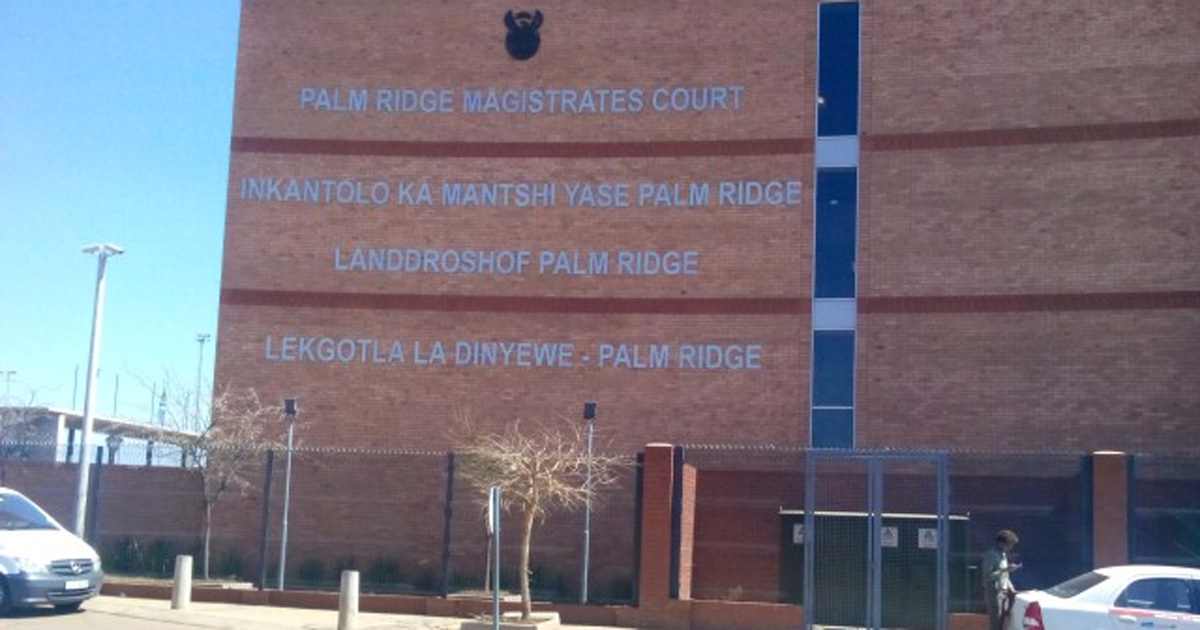 PALM RIDGE MAGISTRATES COURT
INKANTOLO KA MANTSHI YASE PALM RIDGE
LANDDROSHOF PALM RIDGE
LEKGOTLA LA DINYEWE - PALM RIDGE